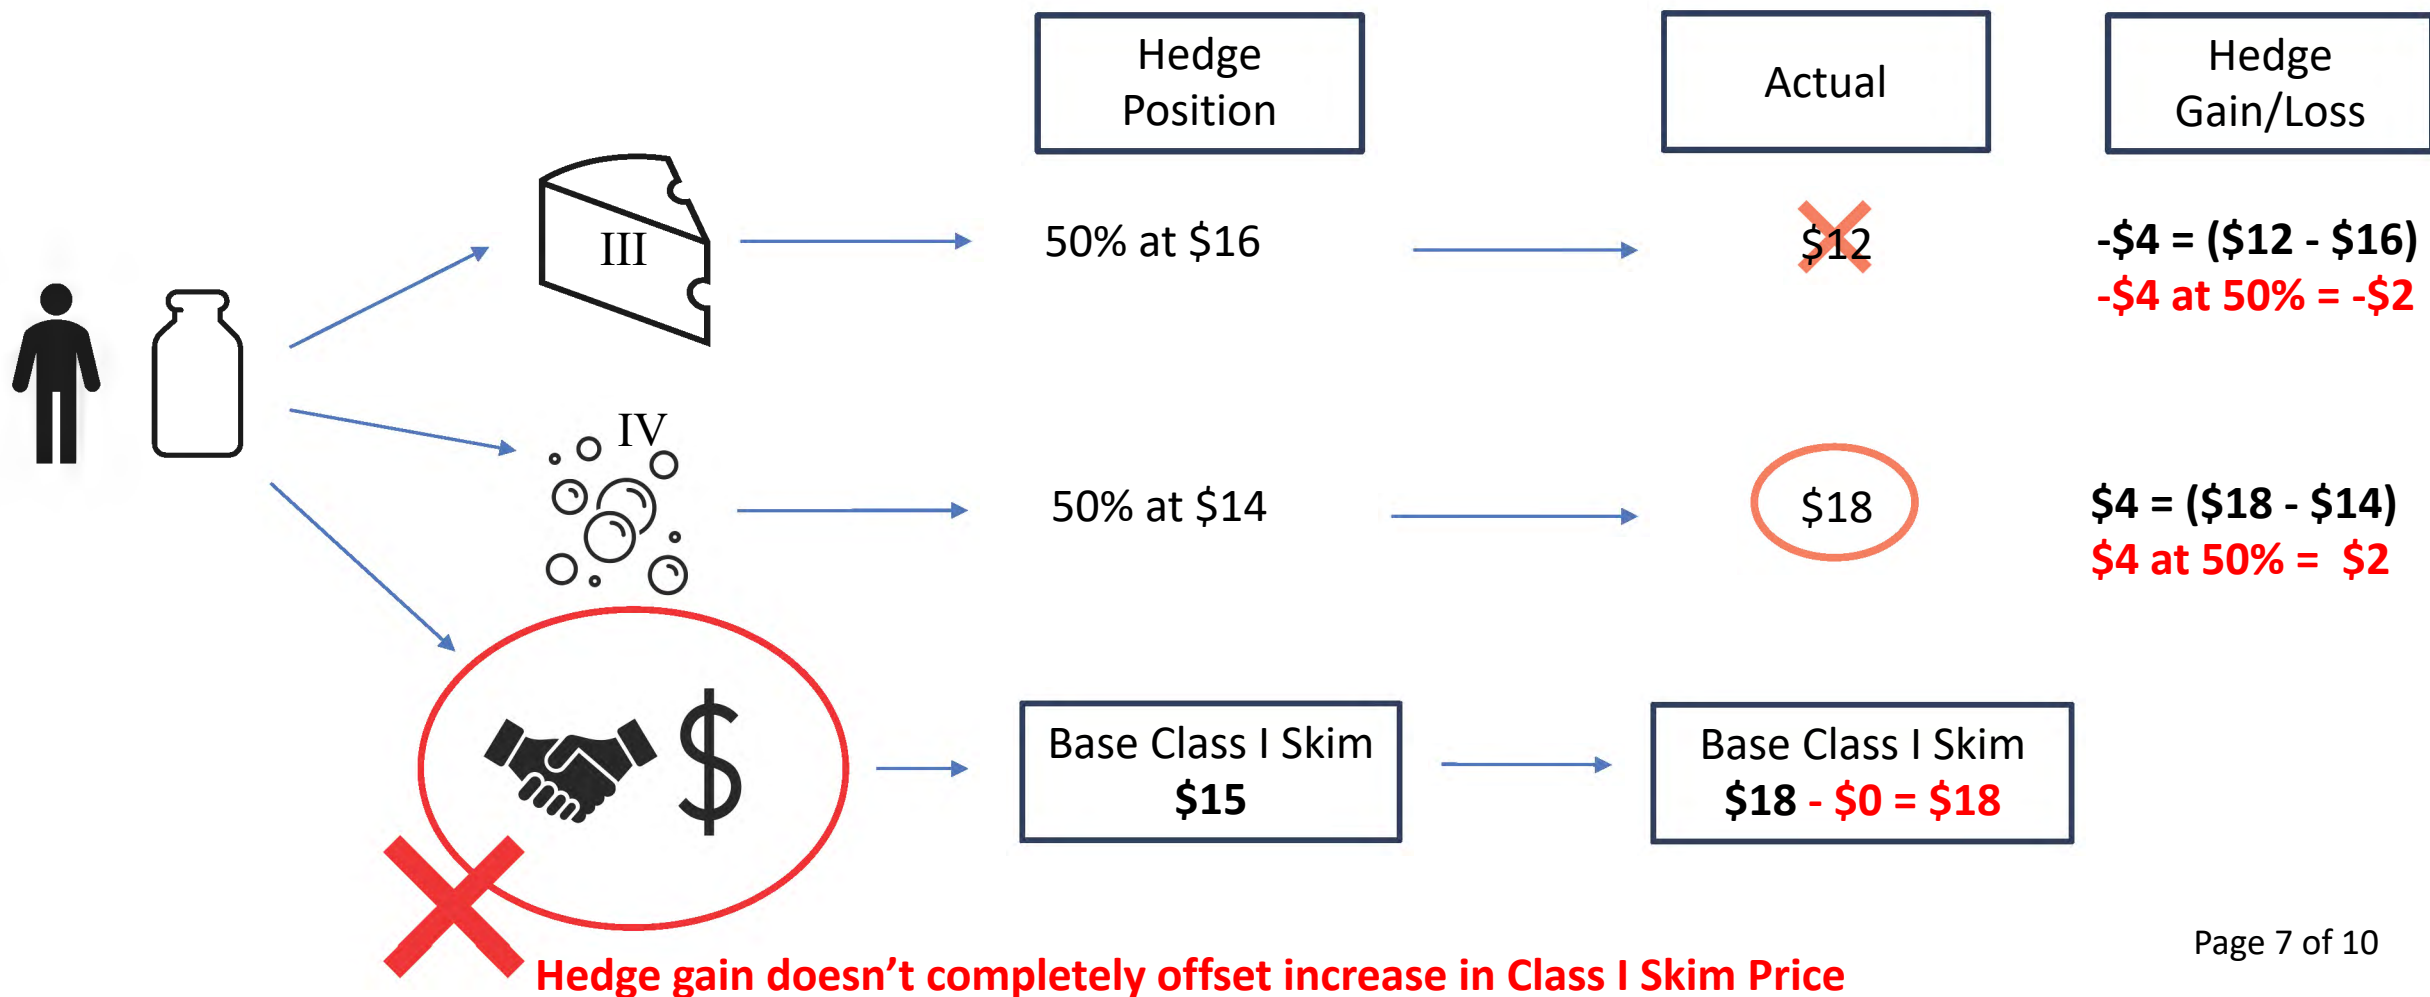 Hedge
Position
Actual
Hedge
Gain/Loss
III
50% at $16
$12
-$4 = ($12 - $16)
-$4 at 50% = -$2
IV
50% at $14
$18
$4 = ($18 - $14)
$4 at 50% = $2
$
Base Class I Skim
$15
Base Class I Skim
$18 - $0 = $18
Hedge gain doesn't completely offset increase in Class I Skim Price
Page 7 of 10